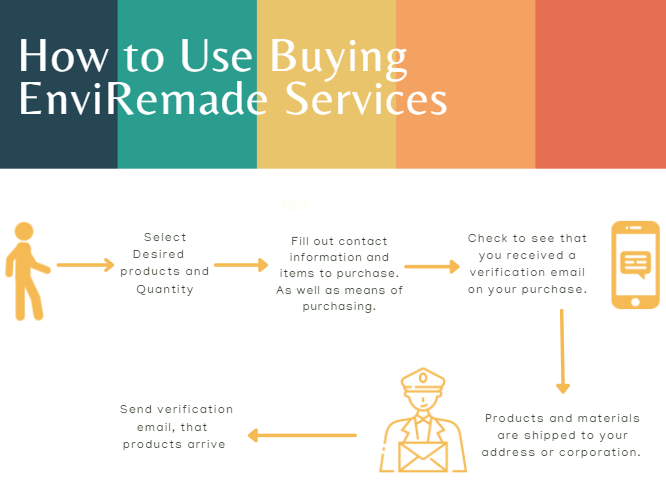 How to Use Buying
EnviRemade Services
Select
Desired
products and
Quantity
Fill out contact
information and
items to purchase.
As well as means of
purchasing.
Check to see that
you received a
verification email
on your purchase.
Products and materials
are shipped to your
address or corporation.
Send verification
email, that
products arrive